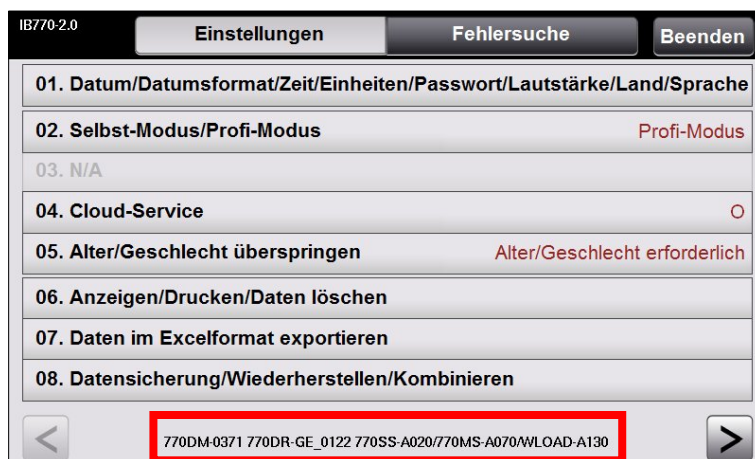 IB770-2.0 Einstellungen Fehlersuche Beenden
01. Datum/Datumsformat/Zeit/Einheiten/Passwort/Lautstärke/Land/Sprache
02. Selbst-Modus/Profi-Modus Profi-Modus
03. N/A
04. Cloud-Service O
05. Alter/Geschlecht überspringen Alter/Geschlecht erforderlich
06. Anzeigen/Drucken/Daten löschen
07. Daten im Excelformat exportieren
08. Datensicherung/Wiederherstellen/Kombinieren
< 770DM-0371 770DR-GE_0122 770SS-A020/770MS-A070/WLOAD-A130 >